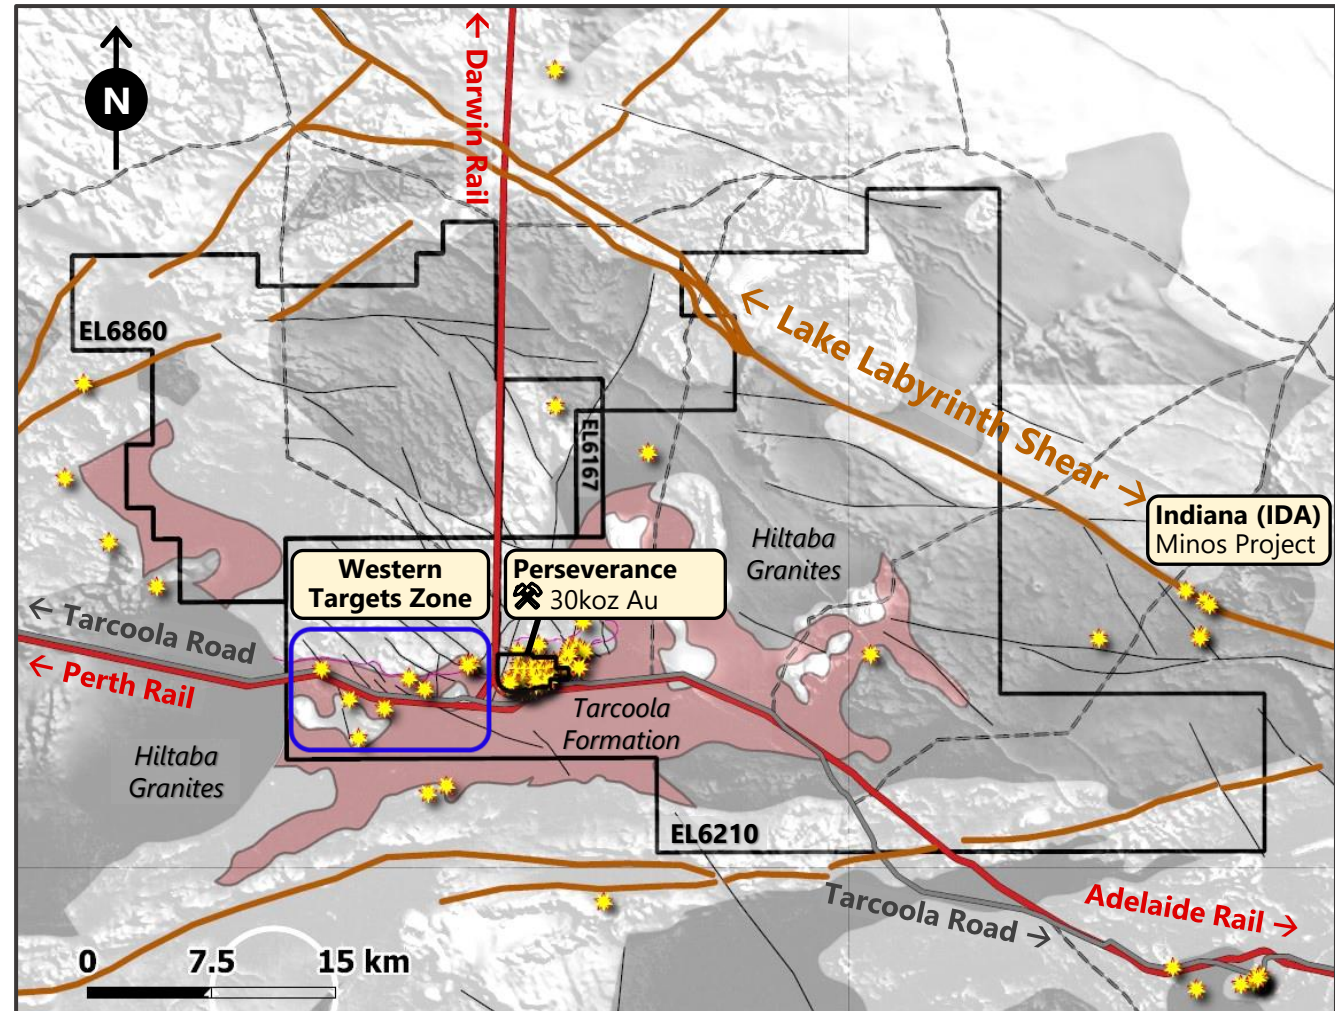 ← Darwin Rail
N
EL6860
← Lake Labyrinth Shear →
EL6167
Indiana (IDA)
Minos Project
Hiltaba
Granites
Western
Targets Zone
Perseverance
30koz Au
← Tarcoola Road
← Perth Rail
Tarcoola
Formation
Hiltaba
Granites
EL6210
Tarcoola Road →
Adelaide Rail →
0 7.5 15 km